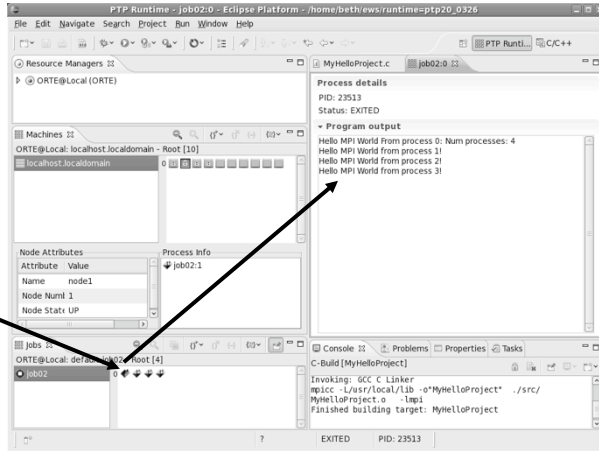 PTP Runtime - job02:0 - Eclipse Platform - /home/beth/ews/runtime=ptp20_0326
File Edit Navigate Search Project Run Window Help
PTP Runti... C/C++
Resource Managers
ORTE@Local (ORTE)
MyHelloProject.c job02:0
Process details
PID: 23513
Status: EXITED
Program output
Hello MPI World From process 0: Num processes: 4
Hello MPI World from process 1!
Hello MPI World from process 2!
Hello MPI World from process 3!
Machines
ORTE@Local: localhost.localdomain - Root [10]
localhost.localdomain 0
Node Attributes
Attribute Value
Name node1
Node Numl 1
Node State UP
Process Info
job02:1
Jobs
ORTE@Local: default:job02 Root [4]
job02 0
Console Problems Properties Tasks
C-Build [MyHelloProject]
Invoking: GCC C Linker
mpicc -L/usr/local/lib -o"MyHelloProject" ./src/
MyHelloProject.o -lmpi
Finished building target: MyHelloProject
? EXITED PID: 23513